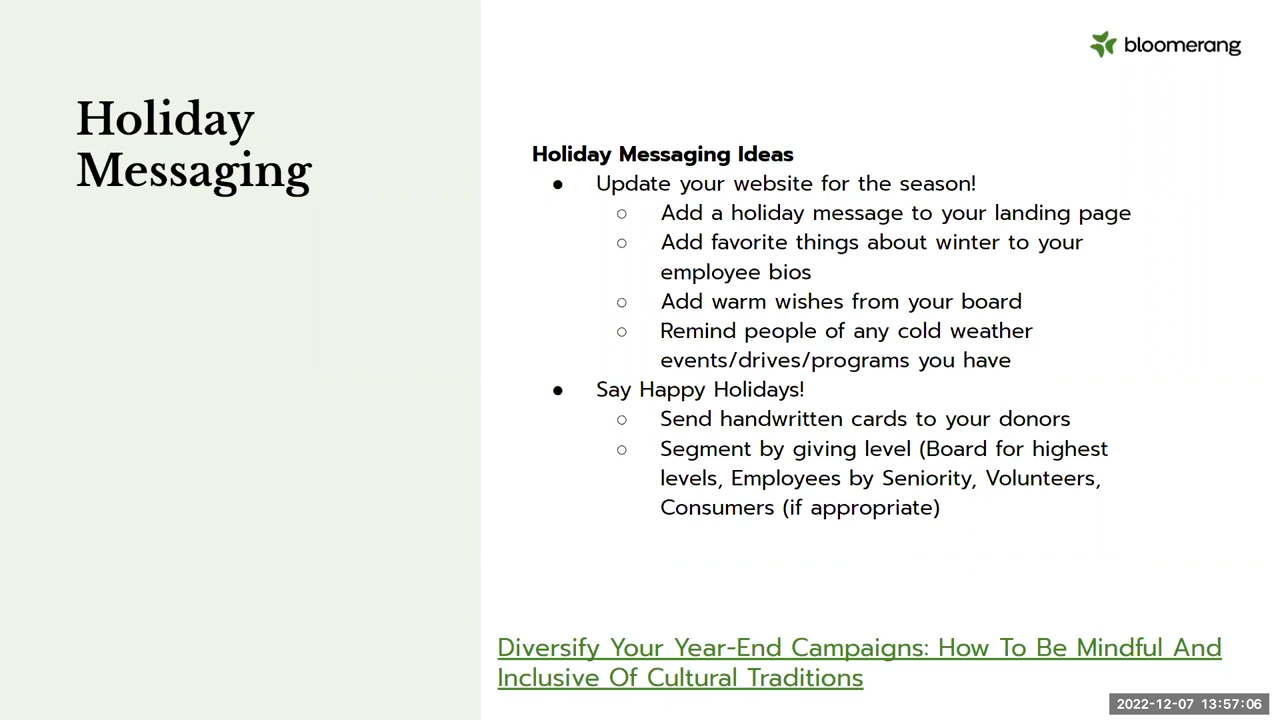 Holiday
Messaging
bloomerang
Holiday Messaging Ideas
● Update your website for the season!
○ Add a holiday message to your landing page
○ Add favorite things about winter to your
employee bios
○ Add warm wishes from your board
○ Remind people of any cold weather
events/drives/programs you have
● Say Happy Holidays!
○ Send handwritten cards to your donors
○ Segment by giving level (Board for highest
levels, Employees by Seniority, Volunteers,
Consumers (if appropriate)
Diversify Your Year-End Campaigns: How To Be Mindful And
Inclusive Of Cultural Traditions
2022-12-07 13:57:06